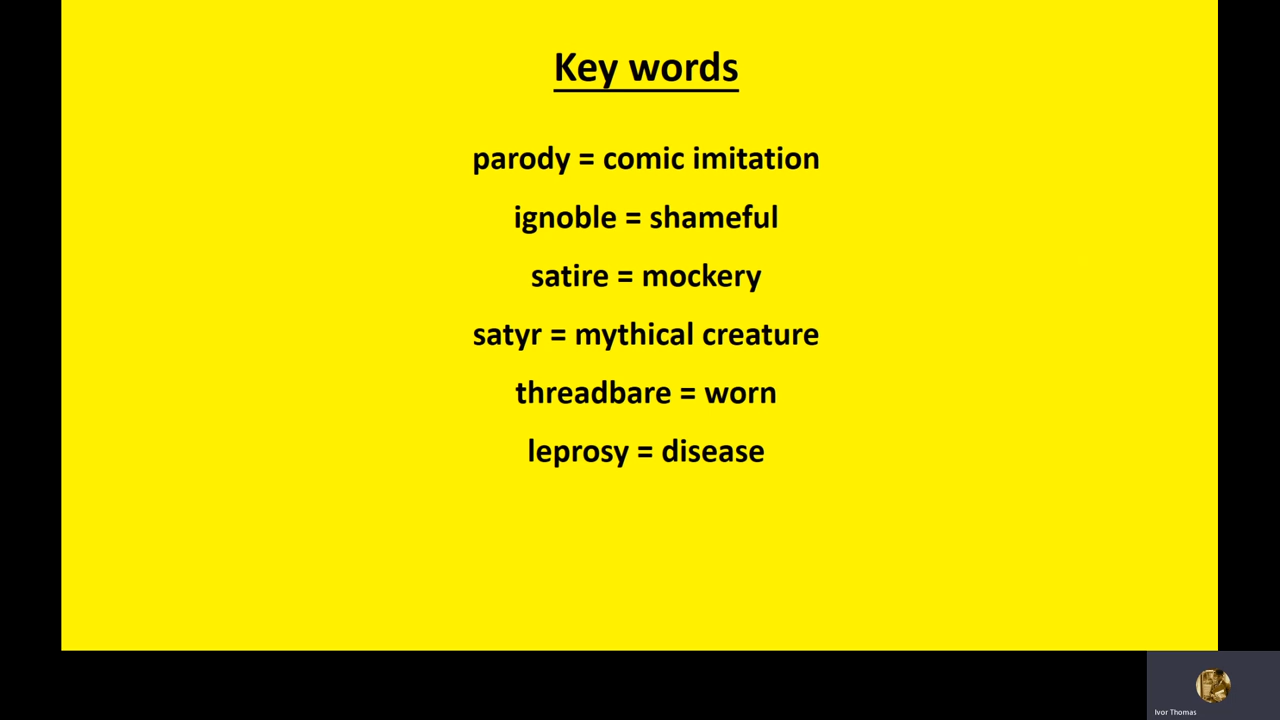 Key words
parody = comic imitation
ignoble = shameful
satire = mockery
satyr = mythical creature
threadbare = worn
leprosy = disease
Ivor Thomas